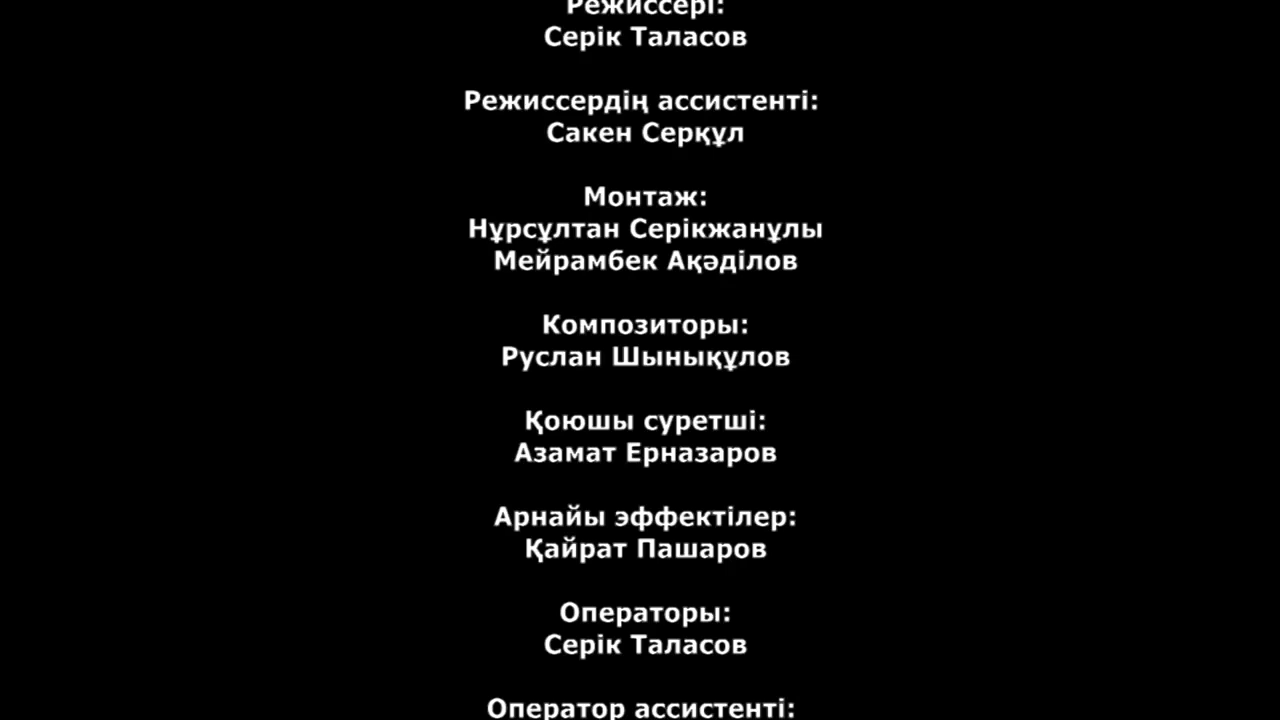 Режиссері:
Серік Таласов
Режиссердің ассистенті:
Сакен Серқұл
Монтаж:
Нұрсұлтан Серікжанұлы
Мейрамбек Ақәділов
Композиторы:
Руслан Шынықұлов
Қоюшы суретші:
Азамат Ерназаров
Арнайы эффектілер:
Қайрат Пашаров
Операторы:
Серік Таласов
Оператор ассистенті: